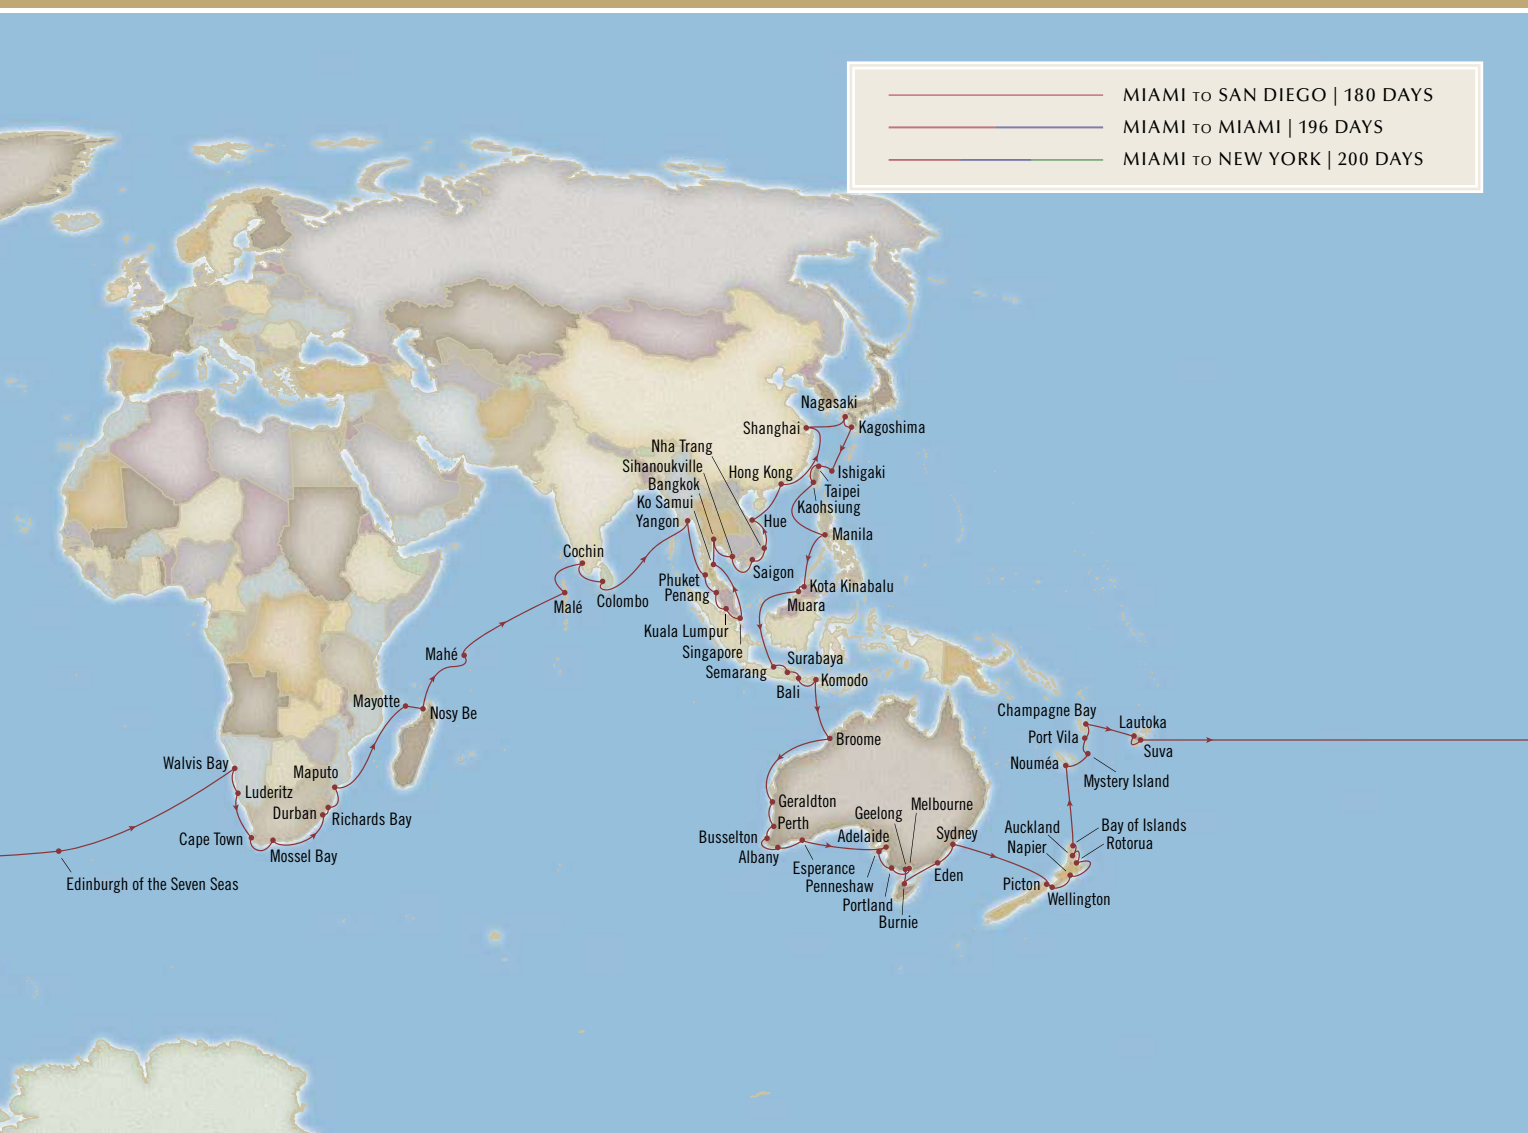 MIAMI TO SAN DIEGO | 180 DAYS
MIAMI TO MIAMI | 196 DAYS
MIAMI TO NEW YORK | 200 DAYS
Nagasaki
Shanghai
Kagoshima
Nha Trang
Sihanoukville
Hong Kong
Ishigaki
Bangkok
Taipei
Ko Samui
Kaohsiung
Yangon
Hue
Manila
Cochin
Saigon
Phuket
Kota Kinabalu
Penang
Colombo
Malé
Muara
Kuala Lumpur
Singapore
Mahé
Surabaya
Semarang
Komodo
Bali
Mayotte
Nosy Be
Champagne Bay
Lautoka
Port Vila
Broome
Suva
Walvis Bay
Nouméa
Maputo
Mystery Island
Luderitz
Geraldton
Melbourne
Geelong
Durban
Richards Bay
Perth
Auckland
Bay of Islands
Cape Town
Busselton
Adelaide
Sydney
Napier
Rotorua
Mossel Bay
Albany
Esperance
Eden
Edinburgh of the Seven Seas
Penneshaw
Picton
Wellington
Portland
Burnie